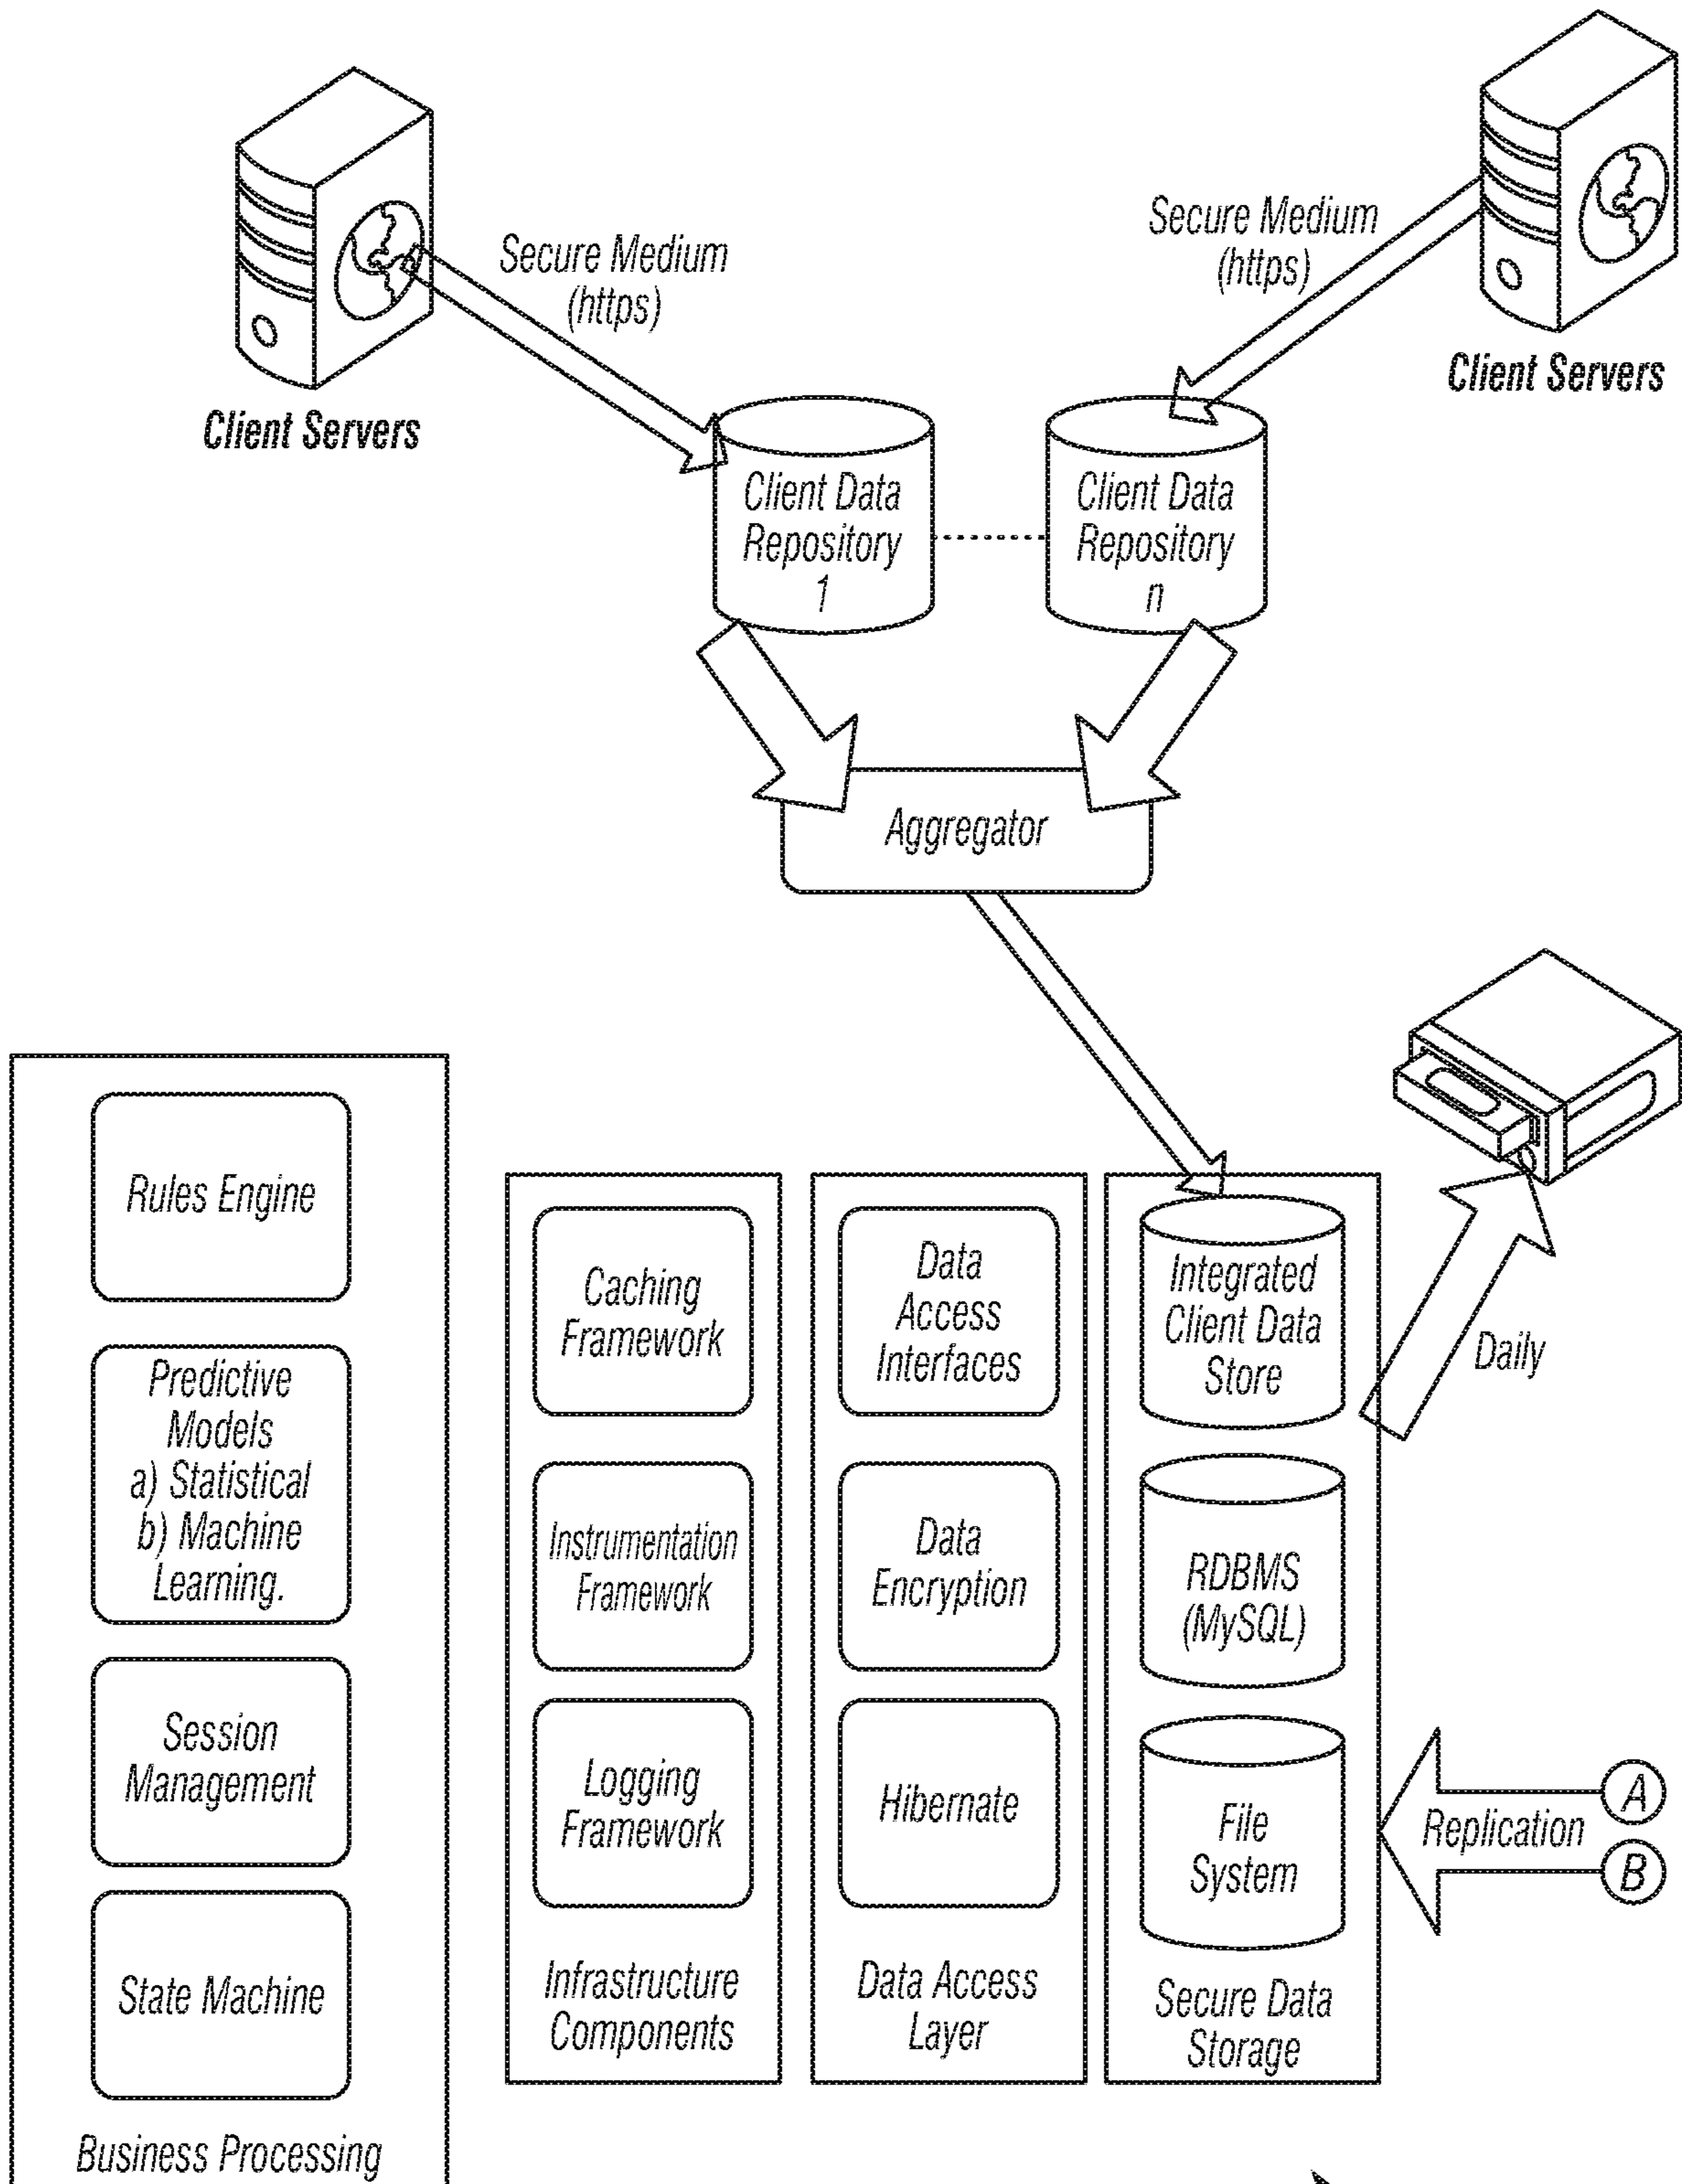 Secure Medium
(https)
Client Servers
Secure Medium
(https)
Client Servers
Client Data
Repository
1
Client Data
Repository
n
Aggregator
Rules Engine
Predictive
Models
a) Statistical
b) Machine
Learning.
Session
Management
State Machine
Business Processing
Caching
Framework
Instrumentation
Framework
Logging
Framework
Infrastructure
Components
Data
Access
Interfaces
Data
Encryption
Hibernate
Data Access
Layer
Integrated
Client Data
Store
RDBMS
(MySQL)
File
System
Secure Data
Storage
Daily
Replication
A
B